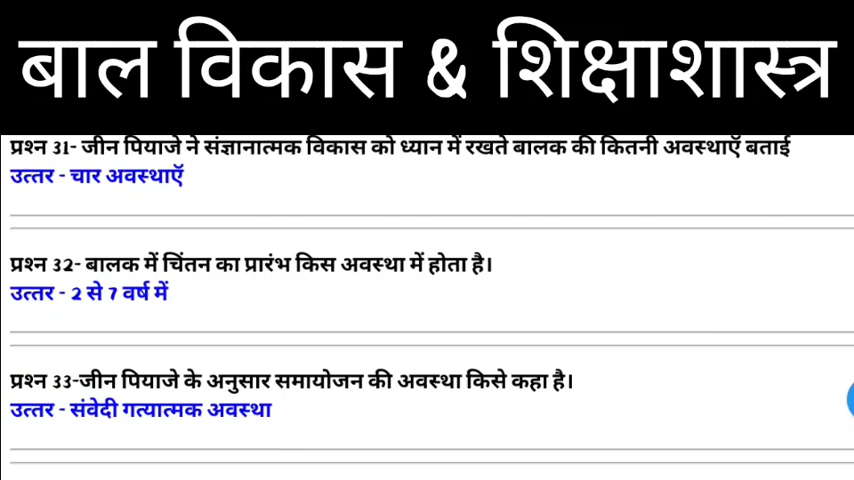 बाल विकास & शिक्षाशास्त्र
प्रश्न 31- जीन पियाजे ने संज्ञानात्मक विकास को ध्यान में रखते बालक की कितनी अवस्थाएँ बताई
उत्तर - चार अवस्थाएँ
प्रश्न 32- बालक में चिंतन का प्रारंभ किस अवस्था में होता है।
उत्तर - 2 से 7 वर्ष में
प्रश्न 33-जीन पियाजे के अनुसार समायोजन की अवस्था किसे कहा है।
उत्तर - संवेदी गत्यात्मक अवस्था